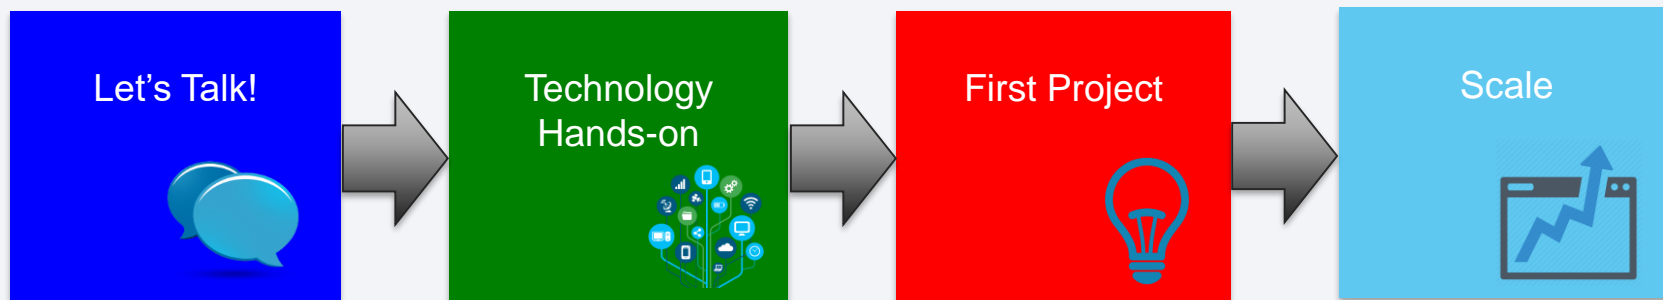 Let’s Talk!
Technology
Hands-on
First Project
Scale